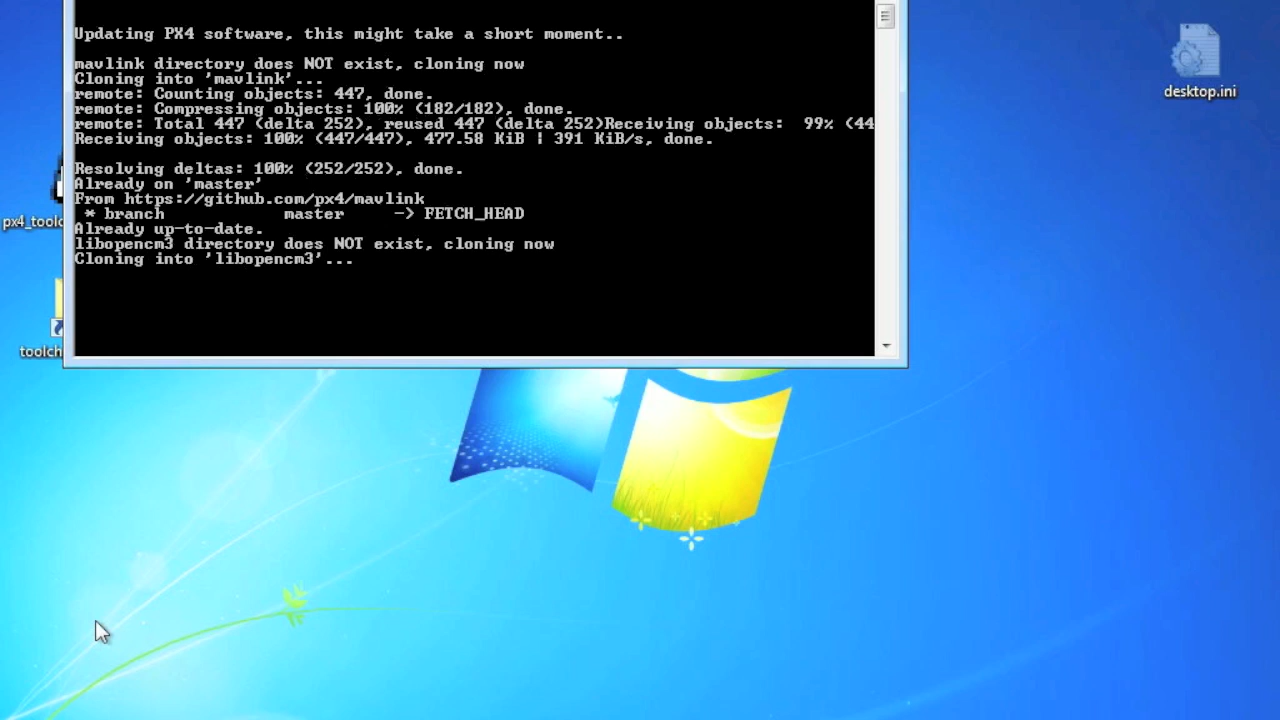 Updating PX4 software, this might take a short moment..
mavlink directory does NOT exist, cloning now
Cloning into 'mavlink'...
remote: Counting objects: 447, done.
remote: Compressing objects: 100% (182/182), done.
remote: Total 447 (delta 252), reused 447 (delta 252)Receiving objects:  99% (44
Receiving objects: 100% (447/447), 477.58 KiB | 391 KiB/s, done.
Resolving deltas: 100% (252/252), done.
Already on 'master'
From https://github.com/px4/mavlink
 * branch            master     -> FETCH_HEAD
Already up-to-date.
libopencm3 directory does NOT exist, cloning now
Cloning into 'libopencm3'...
desktop.ini
px4_toolc
toolch